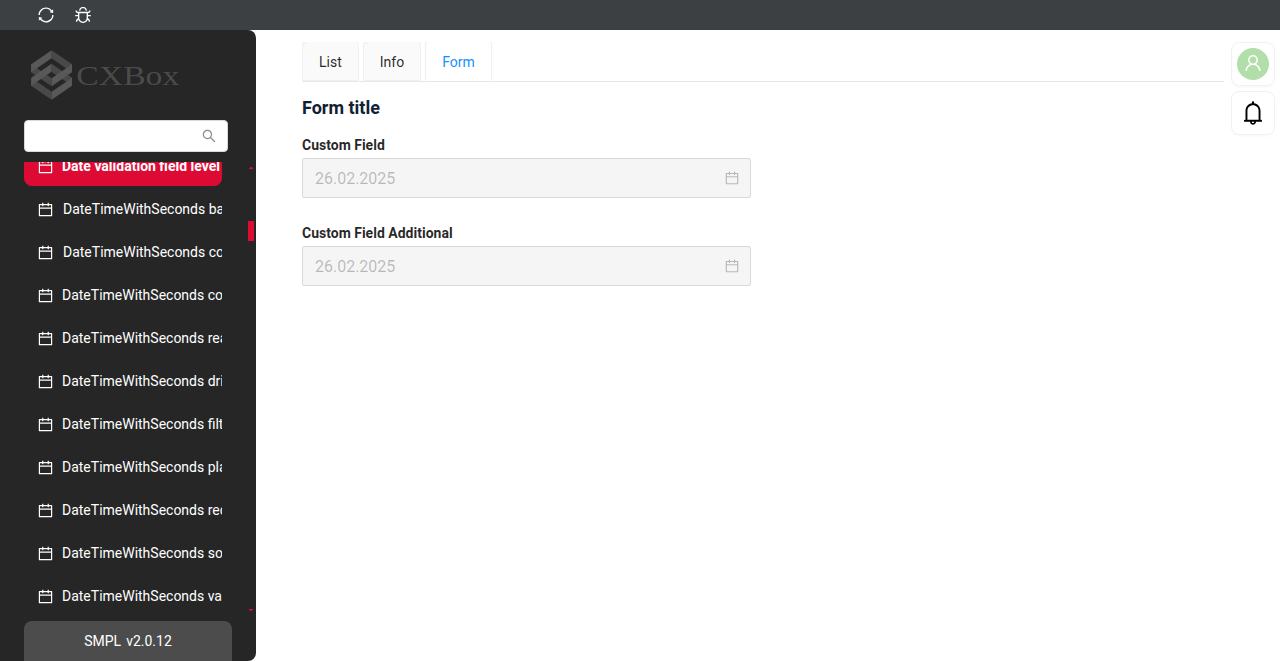 CXBox
Date validation field level
DateTimeWithSeconds ba
DateTimeWithSeconds co
DateTimeWithSeconds co
DateTimeWithSeconds rea
DateTimeWithSeconds dri
DateTimeWithSeconds filt
DateTimeWithSeconds pla
DateTimeWithSeconds rec
DateTimeWithSeconds so
DateTimeWithSeconds va
SMPL v2.0.12
List
Info
Form
Form title
Custom Field
26.02.2025
Custom Field Additional
26.02.2025